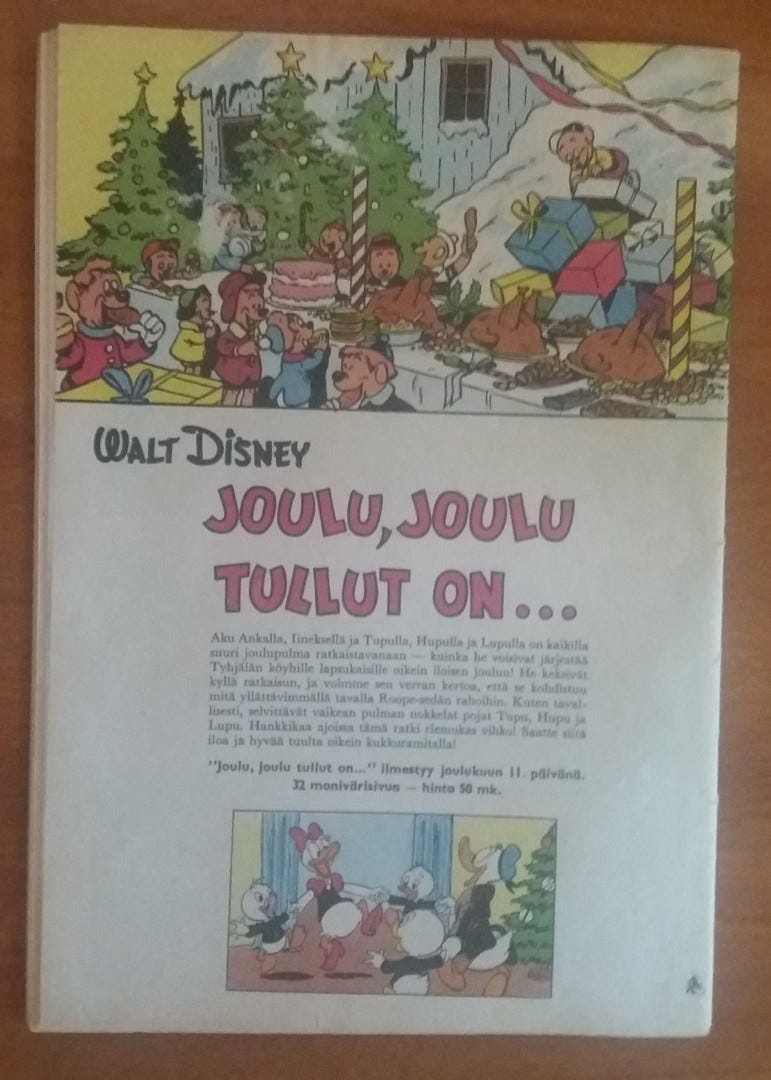 WALT DISNEY
JOULU, JOULU
TULLUT ON...
Aku Ankalla, Iineksellä ja Tupulla, Hupulla ja Lupulla on kaikilla
suuri joulupulma ratkaistavanaan — kuinka he voisivat järjestää
Tyhjälän köyhille lapsukaisille oikein iloisen joulun! He keksivät
kyllä ratkaisun, ja voimme sen verran kertoa, että se kohdistuu
mitä yllättävimmällä tavalla Roope-sedän rahoihin. Kuten taval-
lisesti, selvittävät vaikean pulman nokkelat pojat Tupu, Hupu ja
Lupu. Hankkikaa ajoissa tämä ratki riemukas vihko! Saatte siitä
iloa ja hyvää tuulta oikein kukkuramitalla!
"Joulu, joulu tullut on..." ilmestyy joulukuun 11. päivänä.
32 monivärisivua — hinta 50 mk.